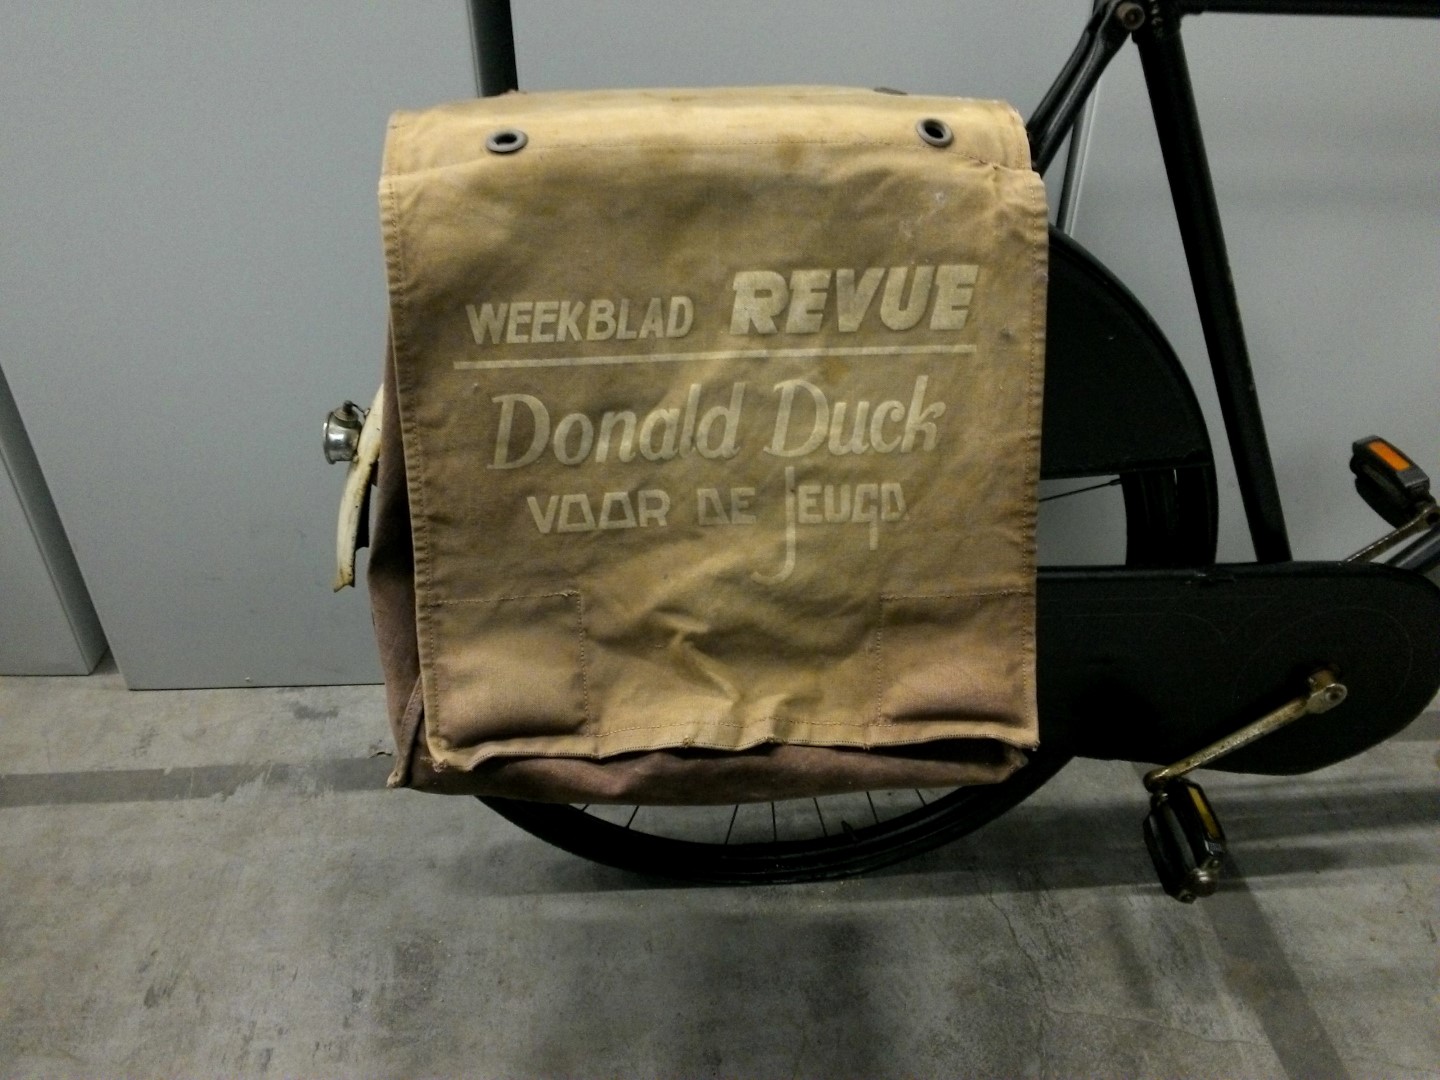 WEEKBLAD REVUE
Donald Duck
VOOR DE JEUGD.